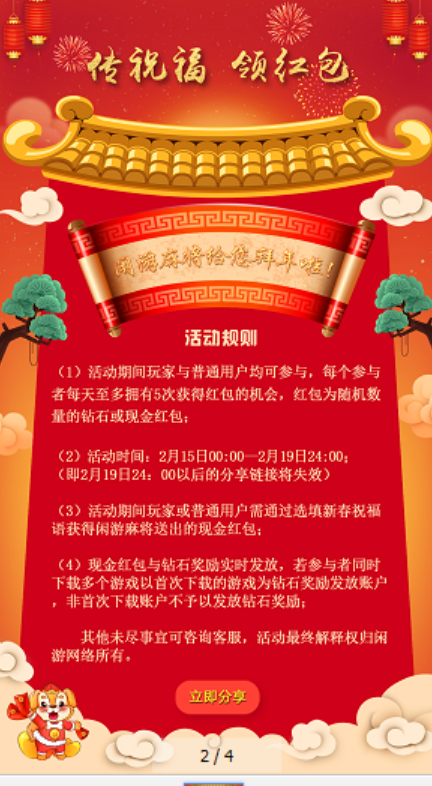 传祝福 领红包
闲游麻将给您拜年啦!
活动规则
（1）活动期间玩家与普通用户均可参与，每个参与
者每天至多拥有5次获得红包的机会，红包为随机数
量的钻石或现金红包；
（2）活动时间：2月15日00:00—2月19日24:00；
（即2月19日24：00以后的分享链接将失效）
（3）活动期间玩家或普通用户需通过选填新春祝福
语获得闲游麻将送出的现金红包；
（4）现金红包与钻石奖励实时发放，若参与者同时
下载多个游戏以首次下载的游戏为钻石奖励发放账户
，非首次下载账户不予以发放钻石奖励；
其他未尽事宜可咨询客服，活动最终解释权归闲
游网络所有。
立即分享
2/4